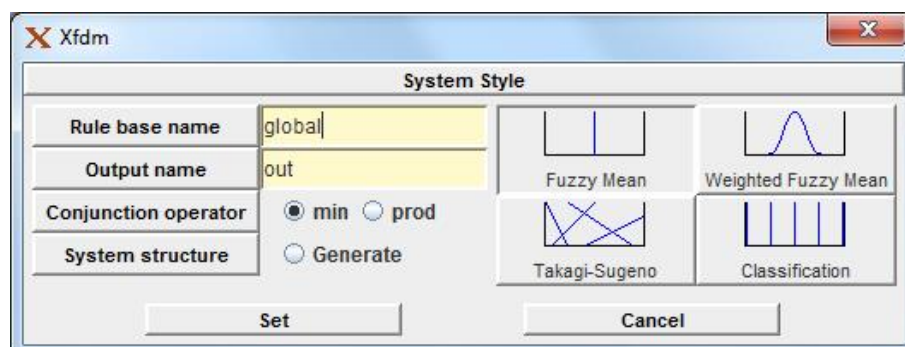 Xfdm
System Style
Rule base name global
Output name out
Conjunction operator min prod
System structure Generate
Fuzzy Mean Weighted Fuzzy Mean
Takagi-Sugeno Classification
Set Cancel